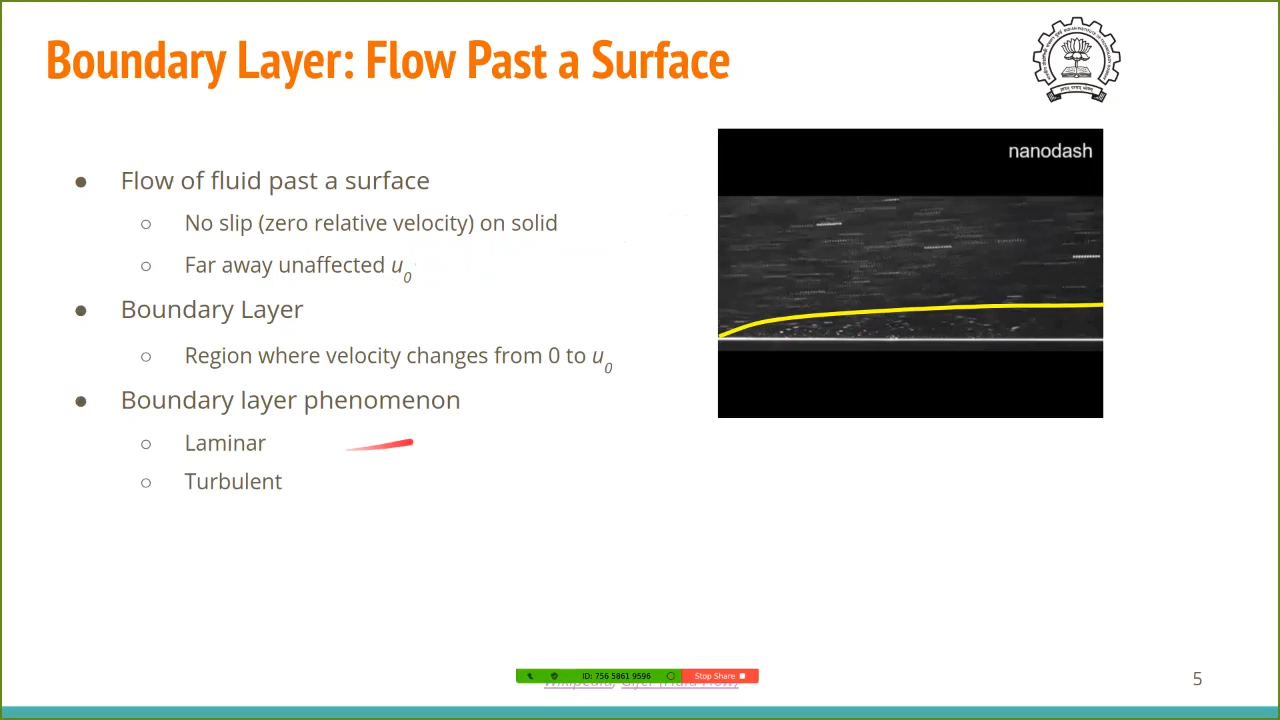 Boundary Layer: Flow Past a Surface
nanodash
● Flow of fluid past a surface
○ No slip (zero relative velocity) on solid
○ Far away unaffected u0
● Boundary Layer
○ Region where velocity changes from 0 to u0
● Boundary layer phenomenon
○ Laminar
○ Turbulent
ID: 756 5861 9596 Stop Share
5